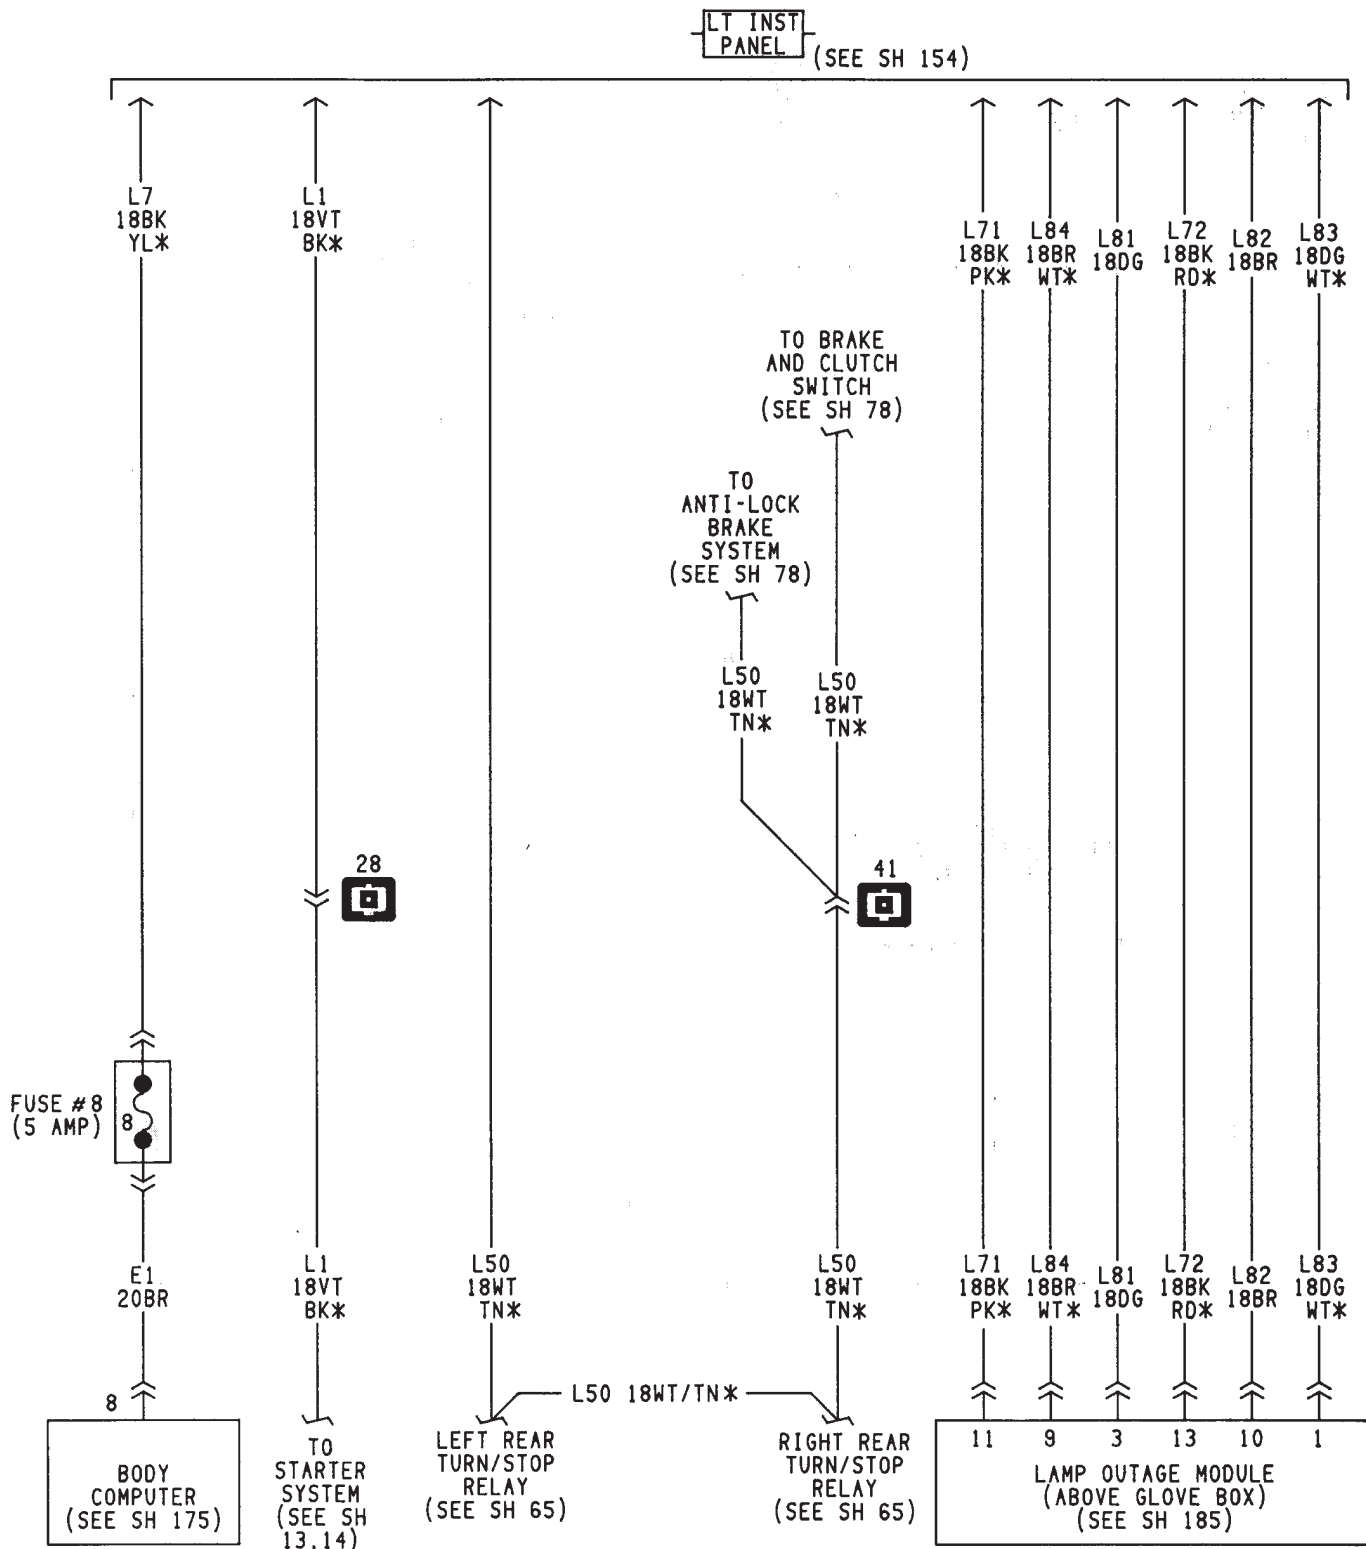 LT INST
PANEL
(SEE SH 154)
L7
18BK
YL*
L1
18VT
BK*
L71
18BK
PK*
L84
18BR
WT*
L81
18DG
L72
18BK
RD*
L82
18BR
L83
18DG
WT*
TO BRAKE
AND CLUTCH
SWITCH
(SEE SH 78)
TO
ANTI-LOCK
BRAKE
SYSTEM
(SEE SH 78)
L50
18WT
TN*
L50
18WT
TN*
28
41
FUSE #8
(5 AMP)
8
E1
20BR
L1
18VT
BK*
L50
18WT
TN*
L50
18WT
TN*
L71
18BK
PK*
L84
18BR
WT*
L81
18DG
L72
18BK
RD*
L82
18BR
L83
18DG
WT*
L50 18WT/TN*
8
BODY
COMPUTER
(SEE SH 175)
TO
STARTER
SYSTEM
(SEE SH
13,14)
LEFT REAR
TURN/STOP
RELAY
(SEE SH 65)
RIGHT REAR
TURN/STOP
RELAY
(SEE SH 65)
11 9 3 13 10 1
LAMP OUTAGE MODULE
(ABOVE GLOVE BOX)
(SEE SH 185)